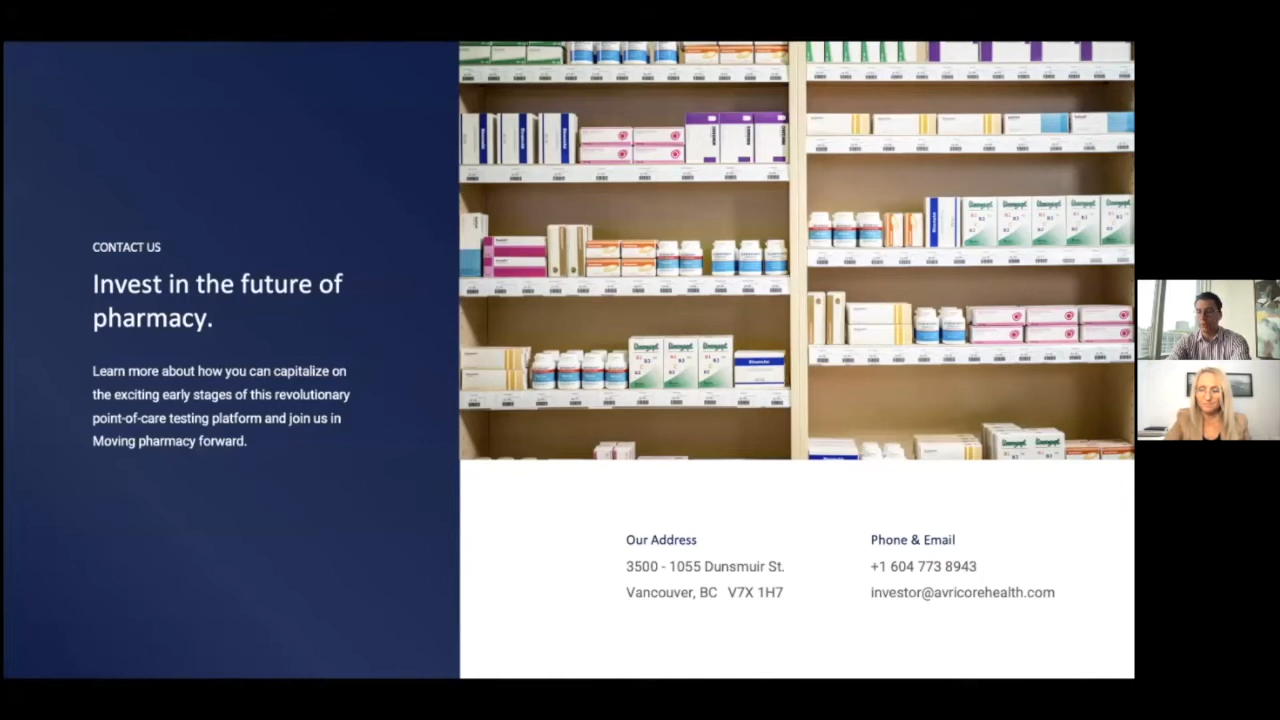 CONTACT US
Invest in the future of
pharmacy.
Learn more about how you can capitalize on
the exciting early stages of this revolutionary
point-of-care testing platform and join us in
Moving pharmacy forward.
Our Address
3500 - 1055 Dunsmuir St.
Vancouver, BC V7X 1H7
Phone & Email
+1 604 773 8943
investor@avricorehealth.com